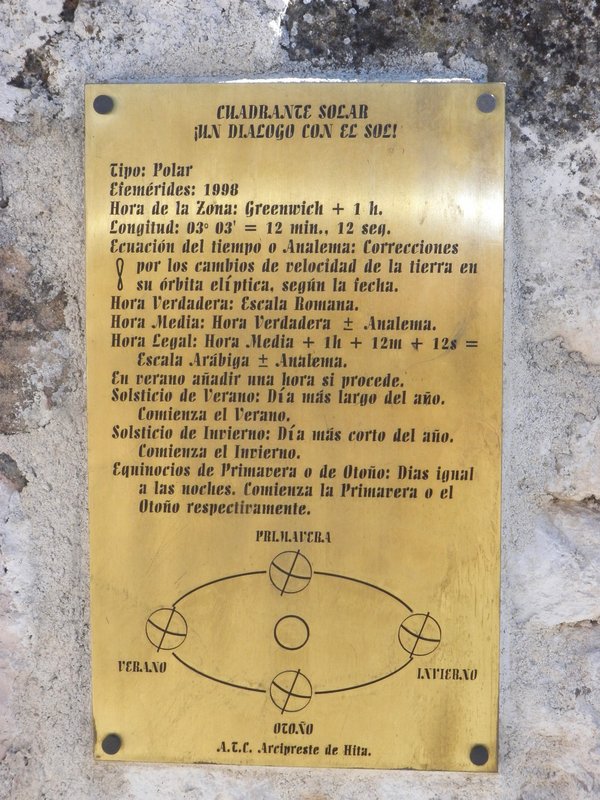 CUADRANTE SOLAR
¡UN DIALOGO CON EL SOL!
Tipo: Polar
Efemérides: 1998
Hora de la Zona: Greenwich + 1 h.
Longitud: 03º 03' = 12 min., 12 seg.
Ecuación del tiempo o Analema: Correcciones
por los cambios de velocidad de la tierra en
su órbita elíptica, según la fecha.
Hora Verdadera: Escala Romana.
Hora Media: Hora Verdadera ± Analema.
Hora Legal: Hora Media + 1h + 12m + 12s =
Escala Arábiga ± Analema.
En verano añadir una hora si procede.
Solsticio de Verano: Día más largo del año.
Comienza el Verano.
Solsticio de Invierno: Día más corto del año.
Comienza el Invierno.
Equinocios de Primavera o de Otoño: Dias igual
a las noches. Comienza la Primavera o el
Otoño respectivamente.
PRIMAVERA
VERANO
INVIERNO
OTOÑO
A.T.C. Arcipreste de Hita.